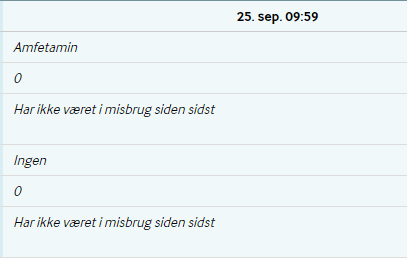 25. sep. 09:59
Amfetamin
0
Har ikke været i misbrug siden sidst
Ingen
0
Har ikke været i misbrug siden sidst